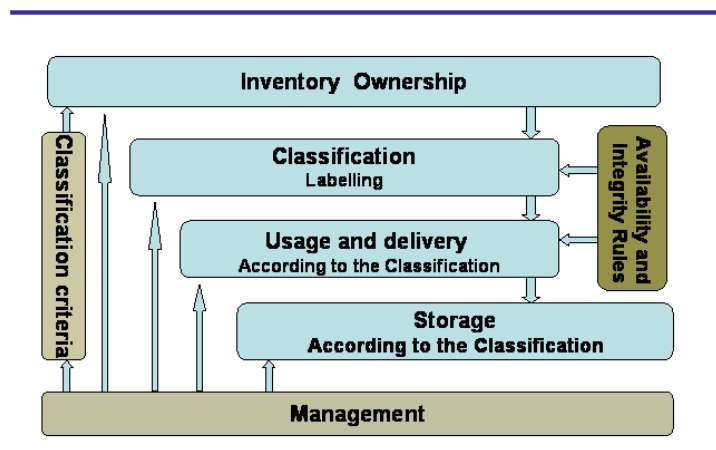 Inventory Ownership
Classification
Labelling
Usage and delivery
According to the Classification
Storage
According to the Classification
Classification criteria
Availability and
Integrity Rules
Management